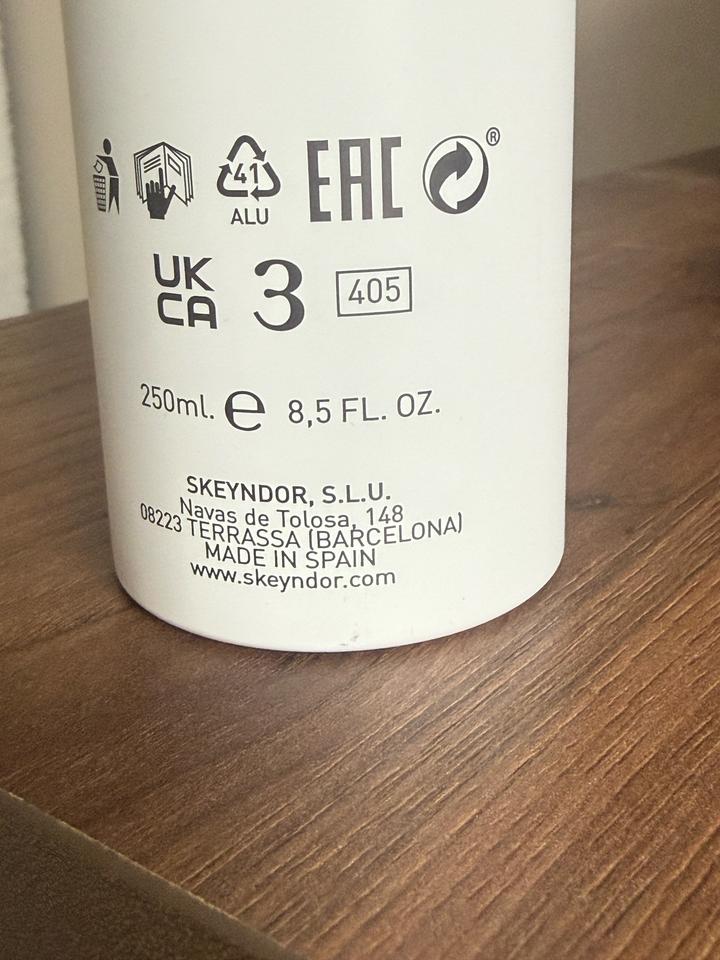 41
ALU
EAC
®
UK
CA
3
405
250ml. e 8,5 FL. OZ.
SKEYNDOR, S.L.U.
Navas de Tolosa, 148
08223 TERRASSA (BARCELONA)
MADE IN SPAIN
www.skeyndor.com